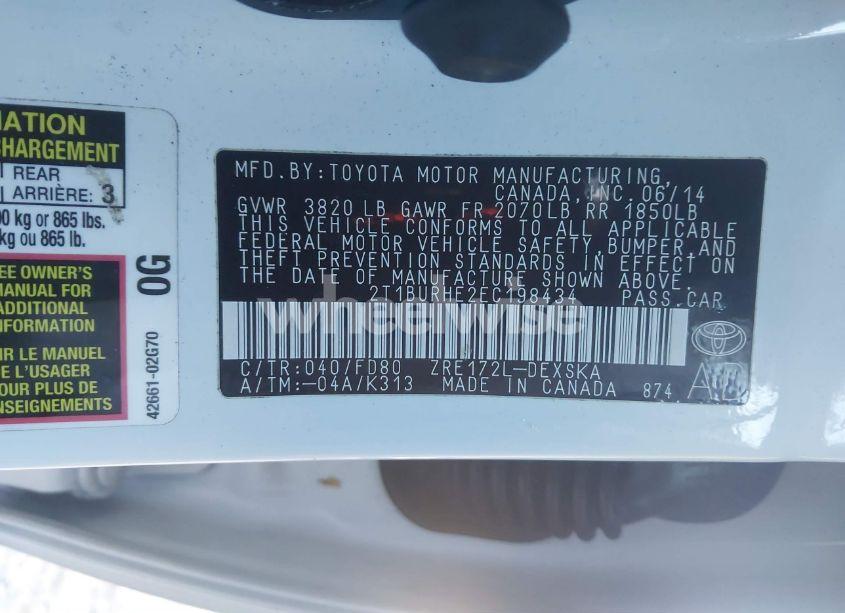 MATION
CHARGEMENT
REAR
ARRIÈRE: 3
kg or 865 lbs.
kg ou 865 lb.
EE OWNER'S
MANUAL FOR
ADDITIONAL
INFORMATION
IR LE MANUEL
E L'USAGER
OUR PLUS DE
ENSEIGNEMENTS
0G
42661-02G70
MFD.BY:TOYOTA MOTOR MANUFACTURING,
CANADA,INC. 06/14
GVWR 3820 LB GAWR FR 2070LB RR 1850LB
THIS VEHICLE CONFORMS TO ALL APPLICABLE
FEDERAL MOTOR VEHICLE SAFETY,BUMPER,AND
THEFT PREVENTION STANDARDS IN EFFECT ON
THE DATE OF MANUFACTURE SHOWN ABOVE.
2T1BURHE2EC198434 PASS.CAR
wheelwise
C/TR:040/FD80 ZRE172L-DEXSKA
A/TM:-04A/K313 MADE IN CANADA 874